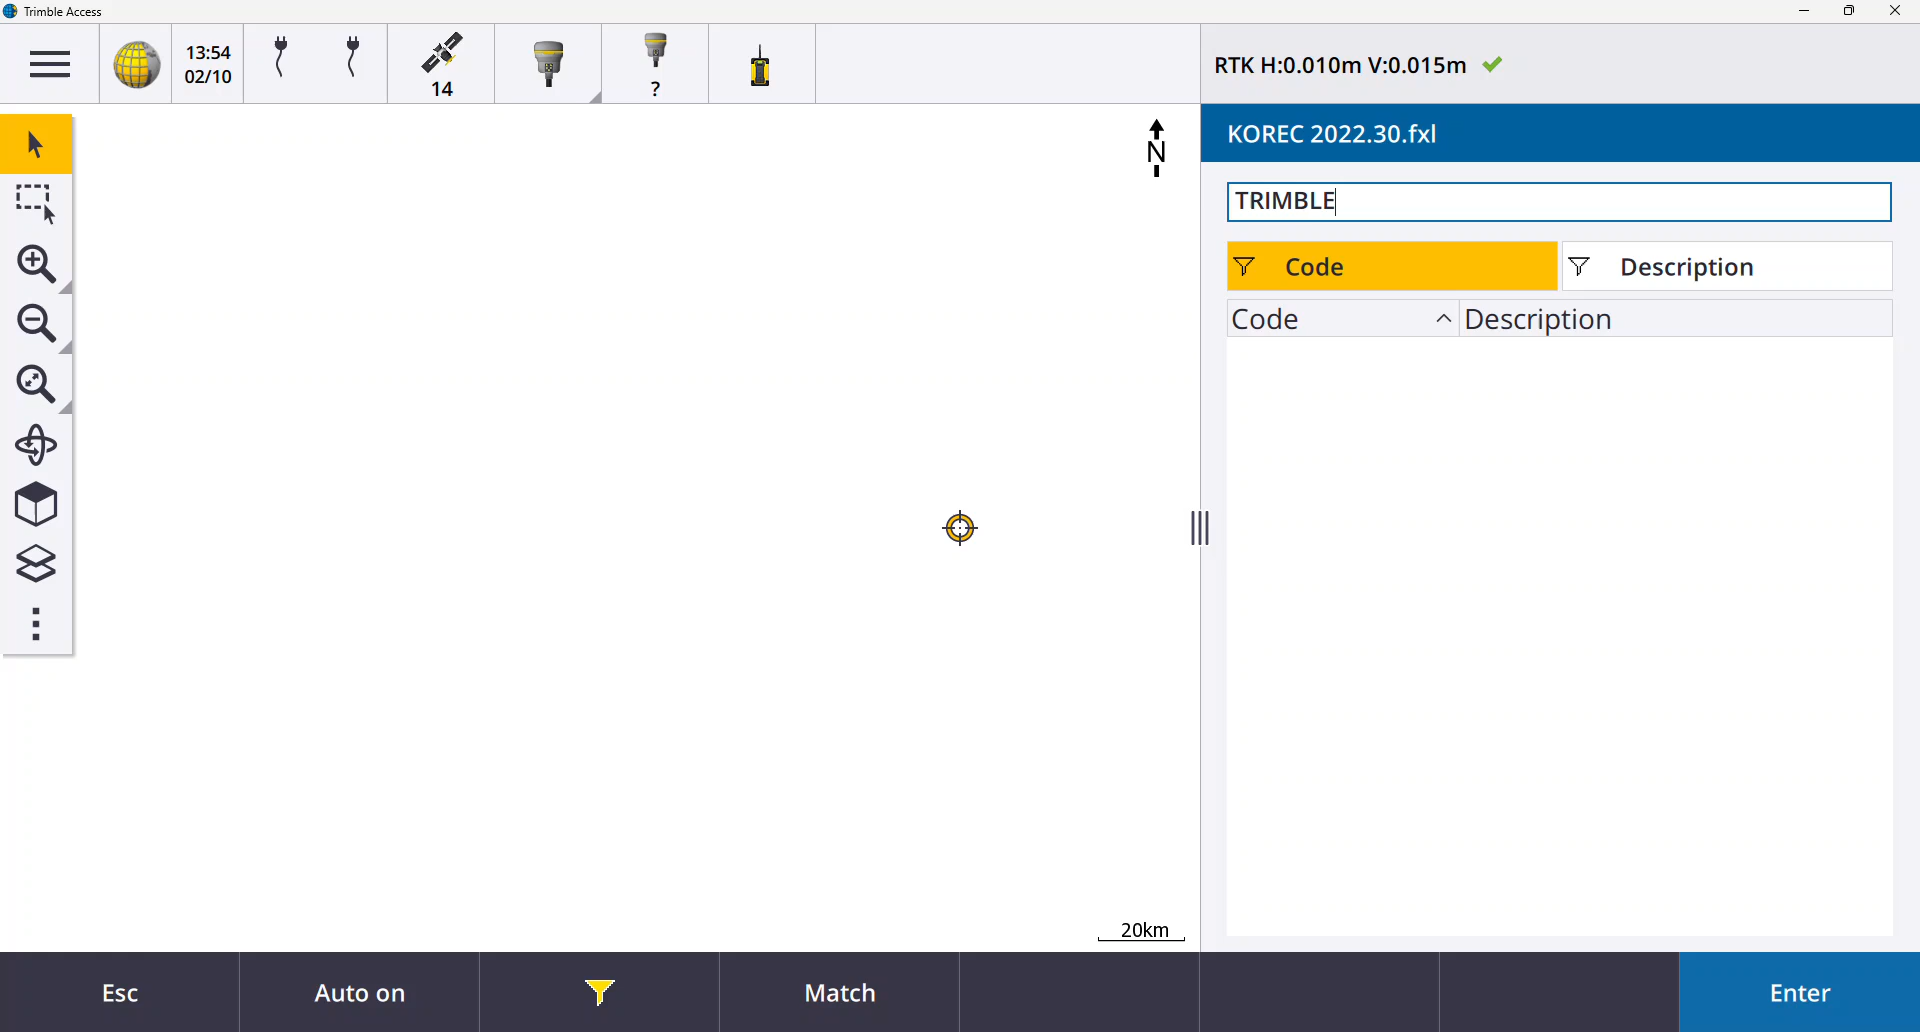 Trimble Access
13:54
02/10
14
?
RTK H:0.010m V:0.015m
KOREC 2022.30.fxl
TRIMBLE
Code
Description
Code
Description
N
20km
Esc
Auto on
Match
Enter